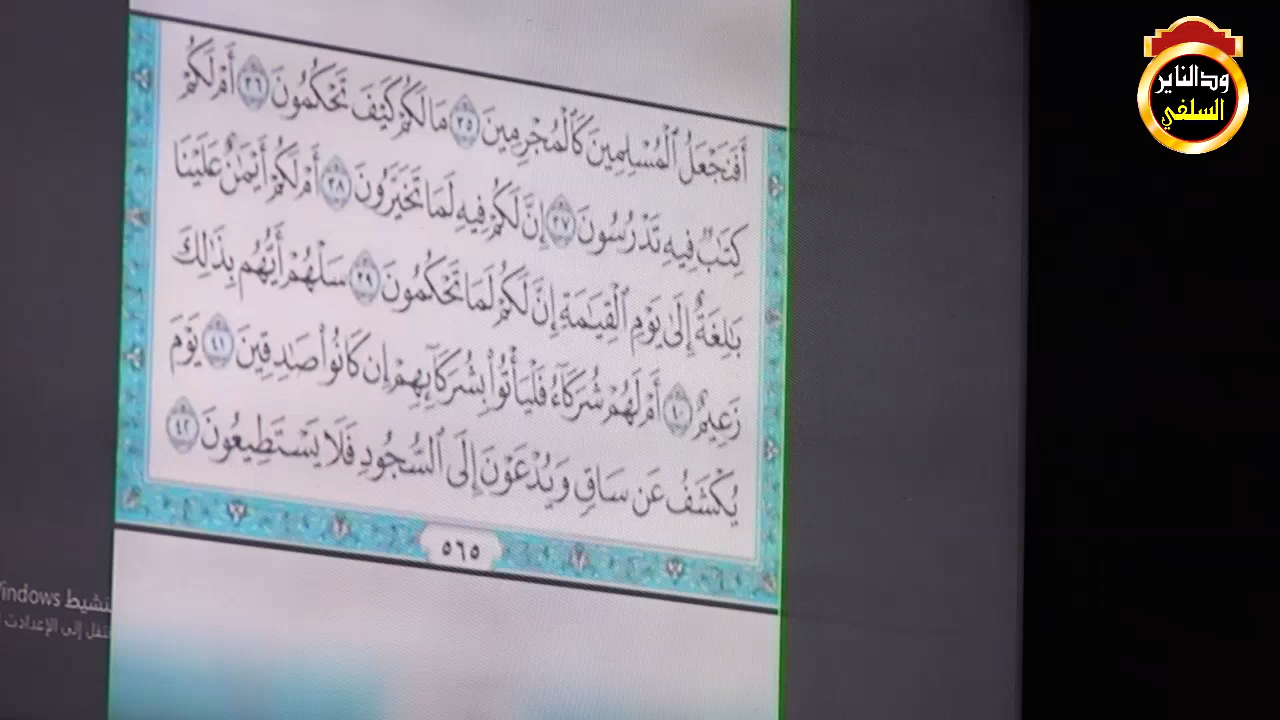 أَفَنَجْعَلُ ٱلْمُسْلِمِينَ كَٱلْمُجْرِمِينَ ٣٥ مَا لَكُمْ كَيْفَ تَحْكُمُونَ ٣٦ أَمْ لَكُمْ
كِتَٰبٌ فِيهِ تَدْرُسُونَ ٣٧ إِنَّ لَكُمْ فِيهِ لَمَا تَخَيَّرُونَ ٣٨ أَمْ لَكُمْ أَيْمَٰنٌ عَلَيْنَا
بَٰلِغَةٌ إِلَىٰ يَوْمِ ٱلْقِيَٰمَةِ إِنَّ لَكُمْ لَمَا تَحْكُمُونَ ٣٩ سَلْهُمْ أَيُّهُم بِذَٰلِكَ
زَعِيمٌ ٤٠ أَمْ لَهُمْ شُرَكَآءُ فَلْيَأْتُوا۟ بِشُرَكَآئِهِمْ إِن كَانُوا۟ صَٰدِقِينَ ٤١ يَوْمَ
يُكْشَفُ عَن سَاقٍ وَيُدْعَوْنَ إِلَى ٱلسُّجُودِ فَلَا يَسْتَطِيعُونَ ٤٢
٥٦٥
ود الناير
السلفي
تنشيط Windows
انتقل إلى الإعدادات